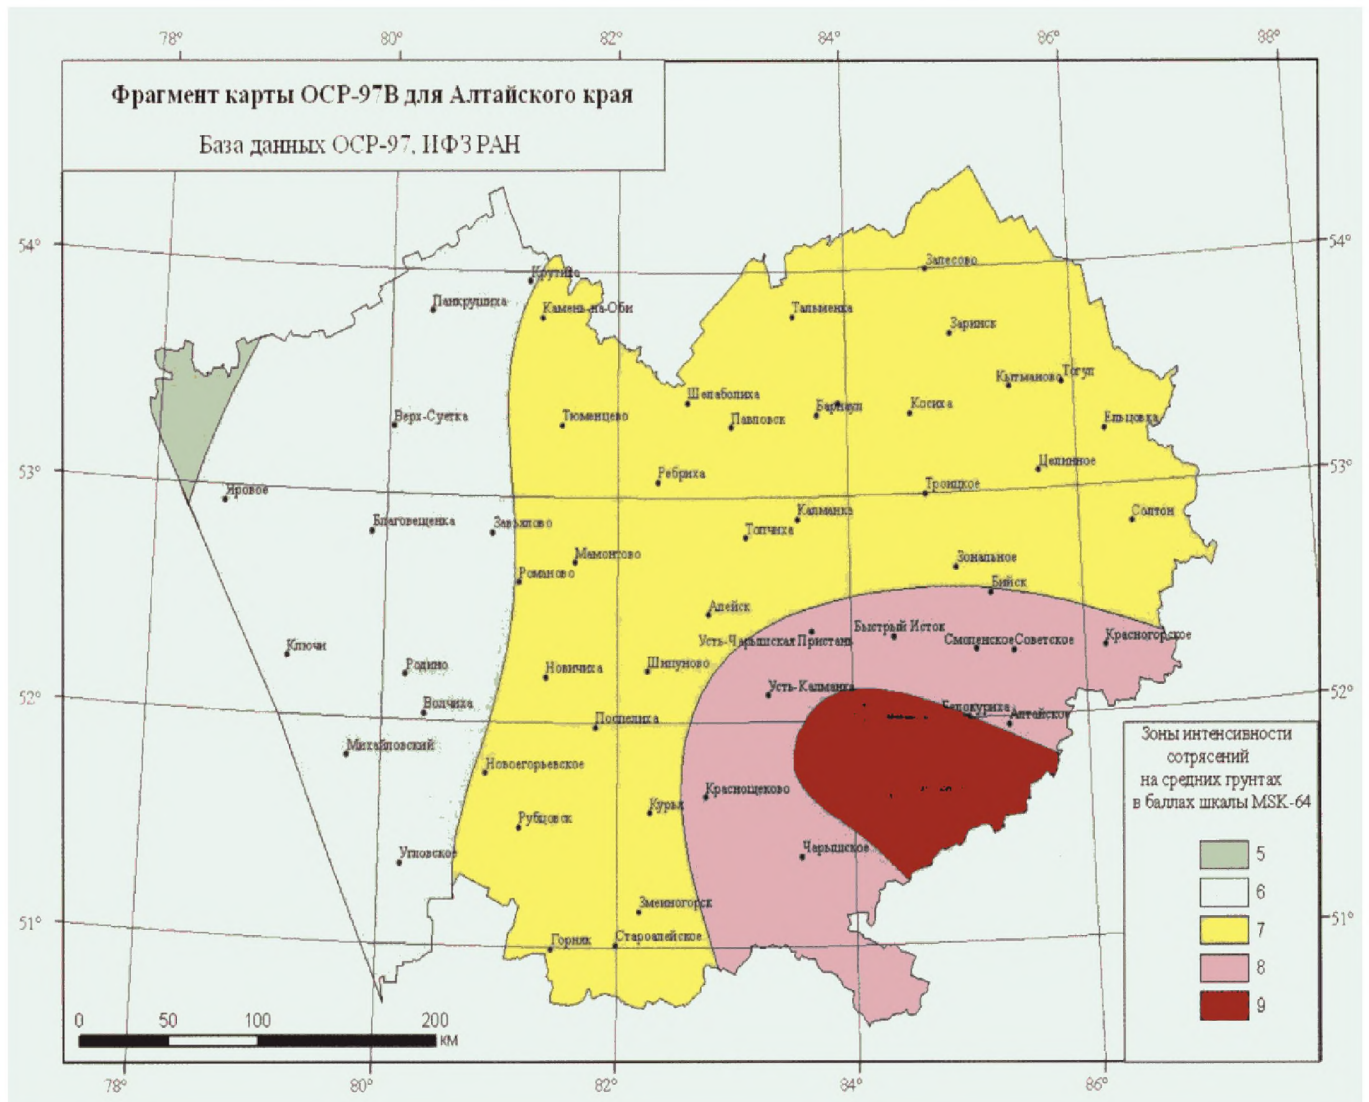 78° 80° 82° 84° 86° 88°
Фрагмент карты ОСР-97В для Алтайского края
База данных ОСР-97, ИФЗ РАН
54° 54°
Залесово
Крутиха
Панкрушиха
Камень-на-Оби
Тальменка
Заринск
Кытманово
Тогул
Шелаболиха
Барнаул
Косиха
Верх-Суетка
Тюменцево
Павловск
Ельцовка
Целинное
53° 53°
Ребриха
Троицкое
Яровое
Калманка
Солтон
Благовещенка
Завьялово
Топчиха
Мамонтово
Зональное
Романово
Бийск
Алейск
Быстрый Исток
Усть-Чарышская Пристань
Смоленское
Советское
Красногорское
Ключи
Родино
Новичиха
Шипуново
Усть-Калманка
52° 52°
Волчиха
Белокуриха
Алтайское
Поспелиха
Михайловский
Новоегорьевское
Краснощеково
Курья
Рубцовск
Чарышское
Угловское
Змеиногорск
51° 51°
Горняк
Староалейское
Зоны интенсивности
сотрясений
на средних грунтах
в баллах шкалы MSK-64
5
6
7
8
9
0 50 100 200
км
78° 80° 82° 84° 86°